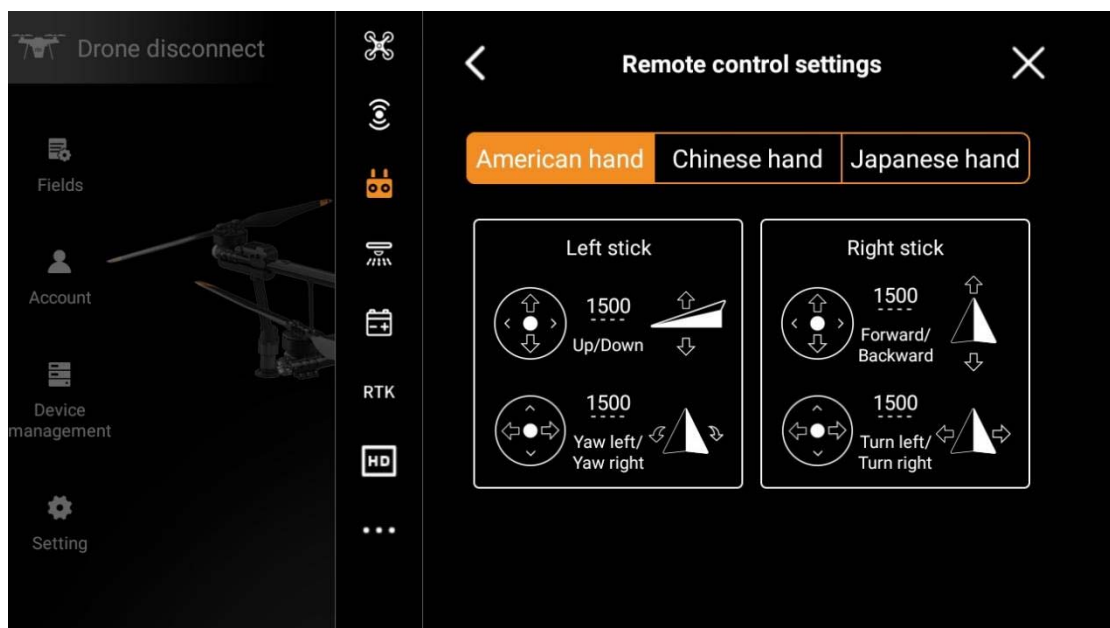 Drone disconnect
Fields
Account
Device
management
Setting
RTK
HD
Remote control settings
American hand
Chinese hand
Japanese hand
Left stick
1500
Up/Down
1500
Yaw left/
Yaw right
Right stick
1500
Forward/
Backward
1500
Turn left/
Turn right